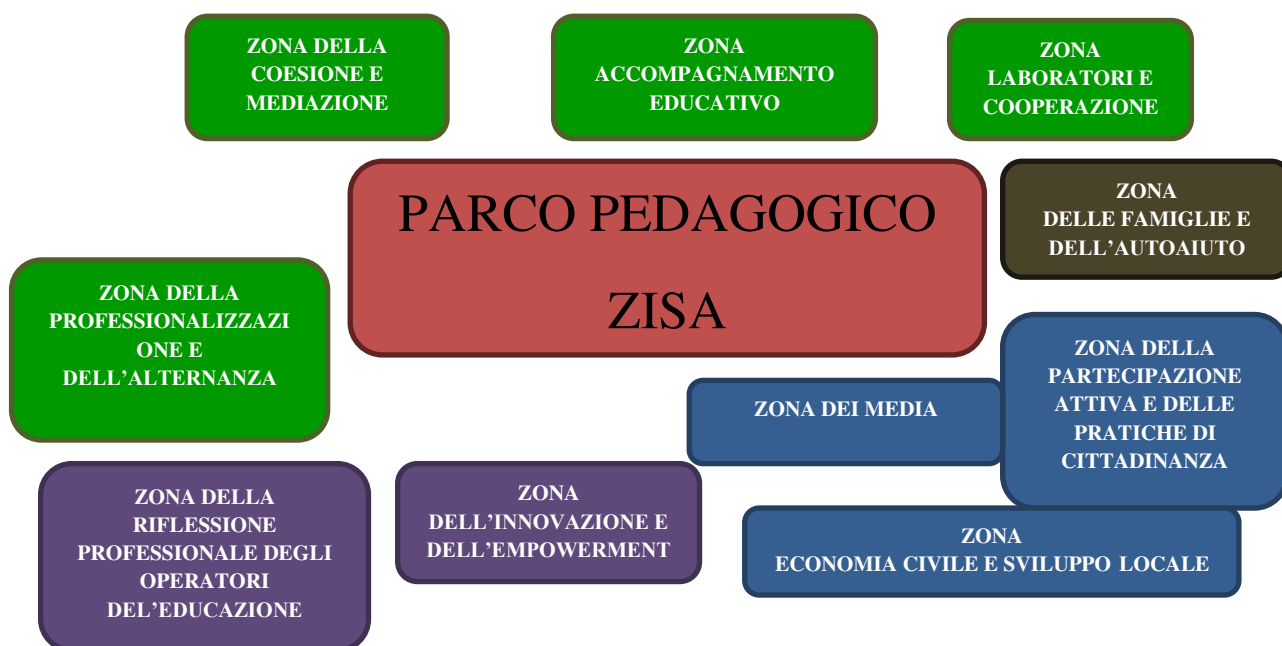 ZONA DELLA
COESIONE E
MEDIAZIONE
ZONA
ACCOMPAGNAMENTO
EDUCATIVO
ZONA
LABORATORI E
COOPERAZIONE
PARCO PEDAGOGICO
ZISA
ZONA
DELLE FAMIGLIE E
DELL’AUTOAIUTO
ZONA DELLA
PROFESSIONALIZZAZI
ONE E
DELL’ALTERNANZA
ZONA DELLA
PARTECIPAZIONE
ATTIVA E DELLE
PRATICHE DI
CITTADINANZA
ZONA DEI MEDIA
ZONA DELLA
RIFLESSIONE
PROFESSIONALE DEGLI
OPERATORI
DEL’EDUCAZIONE
ZONA
DELL’INNOVAZIONE E
DELL’EMPOWERMENT
ZONA
ECONOMIA CIVILE E SVILUPPO LOCALE